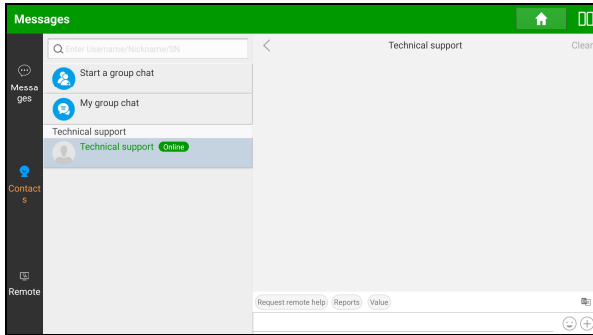 Messages
Enter Username/Nickname/SN
Technical support
Clear
Start a group chat
Messa
ges
My group chat
Technical support
Technical support Online
Contact
s
Remote
Request remote help Reports Value